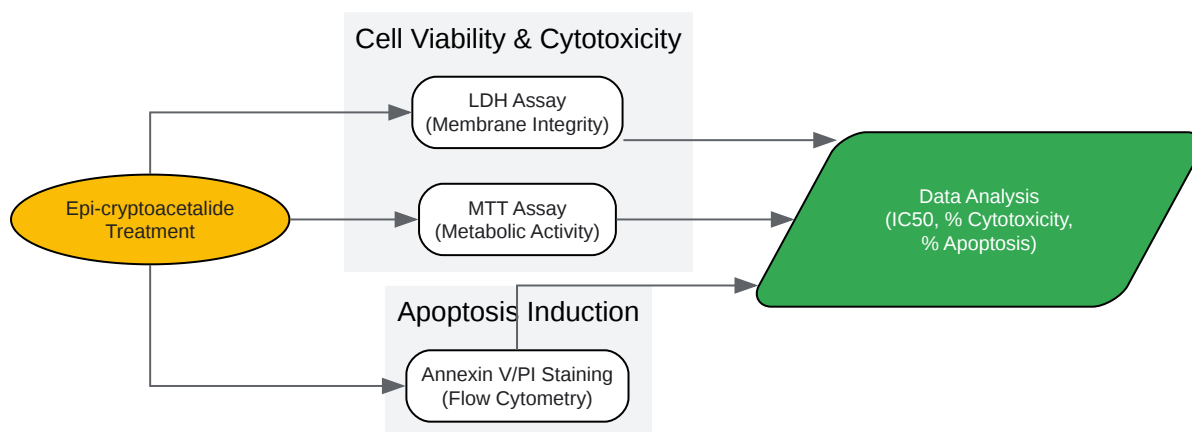 Cell Viability & Cytotoxicity
LDH Assay
(Membrane Integrity)
Epi-cryptoacetalide
Treatment
MTT Assay
(Metabolic Activity)
Data Analysis
(IC50, % Cytotoxicity,
% Apoptosis)
Apoptosis Induction
Annexin V/PI Staining
(Flow Cytometry)